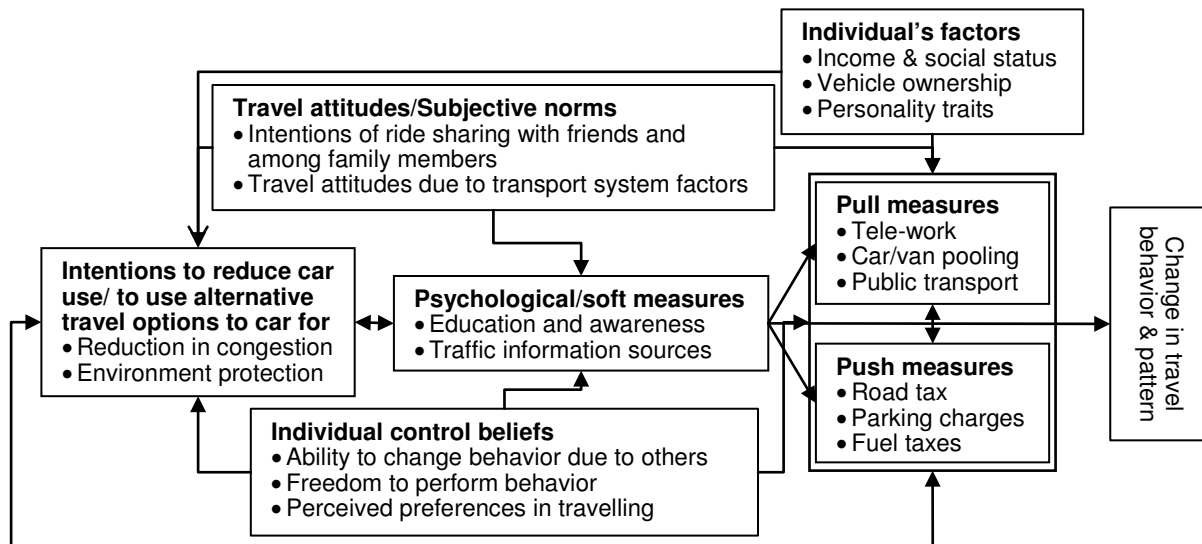 Individual's factors
• Income & social status
• Vehicle ownership
• Personality traits
Travel attitudes/Subjective norms
• Intentions of ride sharing with friends and
among family members
• Travel attitudes due to transport system factors
Intentions to reduce car
use/ to use alternative
travel options to car for
• Reduction in congestion
• Environment protection
Psychological/soft measures
• Education and awareness
• Traffic information sources
Individual control beliefs
• Ability to change behavior due to others
• Freedom to perform behavior
• Perceived preferences in travelling
Pull measures
• Tele-work
• Car/van pooling
• Public transport
Push measures
• Road tax
• Parking charges
• Fuel taxes
Change in travel
behavior & pattern